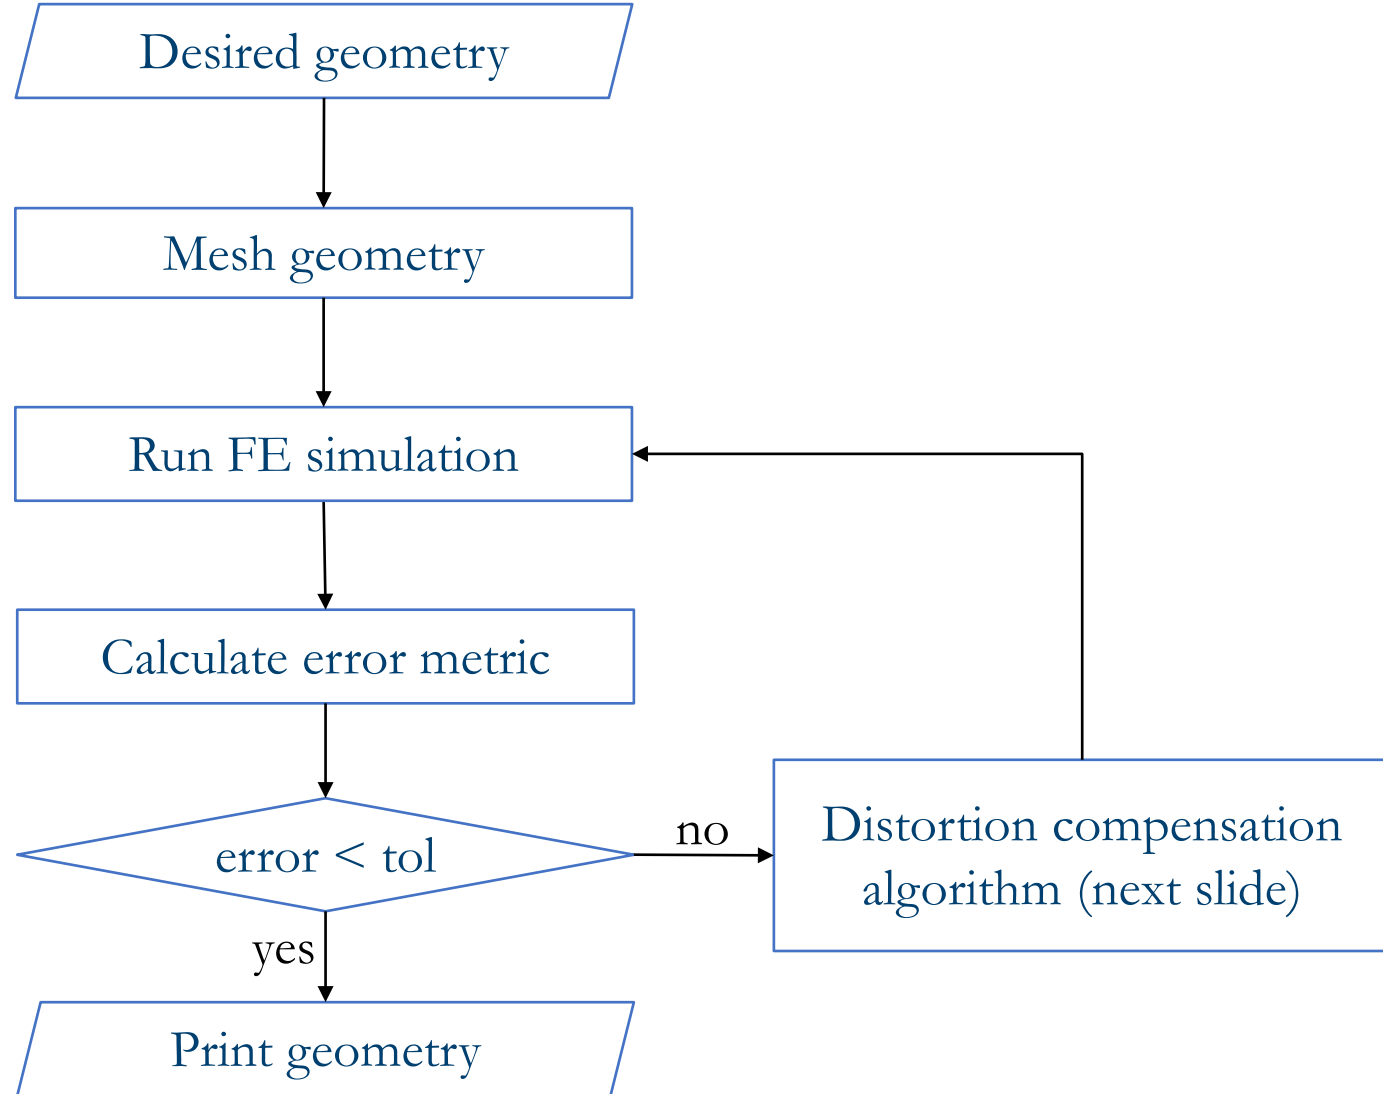 Desired geometry
Mesh geometry
Run FE simulation
Calculate error metric
error < tol
no
Distortion compensation
algorithm (next slide)
yes
Print geometry